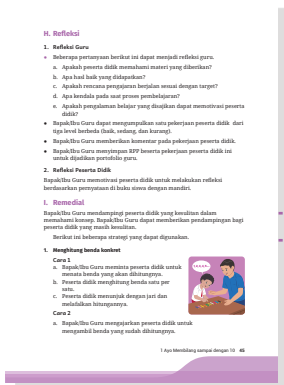 H. Refleksi
1. Refleksi Guru
• Beberapa pertanyaan berikut ini dapat menjadi refleksi guru.
a. Apakah peserta didik memahami materi yang diberikan?
b. Apa hasil baik yang didapatkan?
c. Apakah rencana pengajaran berjalan sesuai dengan target?
d. Apa kendala pada saat proses pembelajaran?
e. Apakah pengalaman belajar yang disajikan dapat memotivasi peserta
didik?
• Bapak/Ibu Guru dapat mengumpulkan satu pekerjaan peserta didik dari
tiga level berbeda (baik, sedang, dan kurang).
• Bapak/Ibu Guru memberikan komentar pada pekerjaan peserta didik.
• Bapak/Ibu Guru menyimpan RPP beserta pekerjaan peserta didik ini
untuk dijadikan portofolio guru.
2. Refleksi Peserta Didik
Bapak/Ibu Guru memotivasi peserta didik untuk melakukan refleksi
berdasarkan pernyataan di buku siswa dengan mandiri.
I. Remedial
Bapak/Ibu Guru mendampingi peserta didik yang kesulitan dalam
memahami konsep. Bapak/Ibu Guru dapat memberikan pendampingan bagi
peserta didik yang masih kesulitan.
Berikut ini beberapa strategi yang dapat digunakan.
1. Menghitung benda konkret
Cara 1
a. Bapak/Ibu Guru meminta peserta didik untuk
menata benda yang akan dihitungnya.
b. Peserta didik menghitung benda satu per
satu.
c. Peserta didik menunjuk dengan jari dan
melafalkan hitungannya.
Cara 2
a. Bapak/Ibu Guru mengajarkan peserta didik untuk
mengambil benda yang sudah dihitungnya.
1 Ayo Membilang sampai dengan 10 45